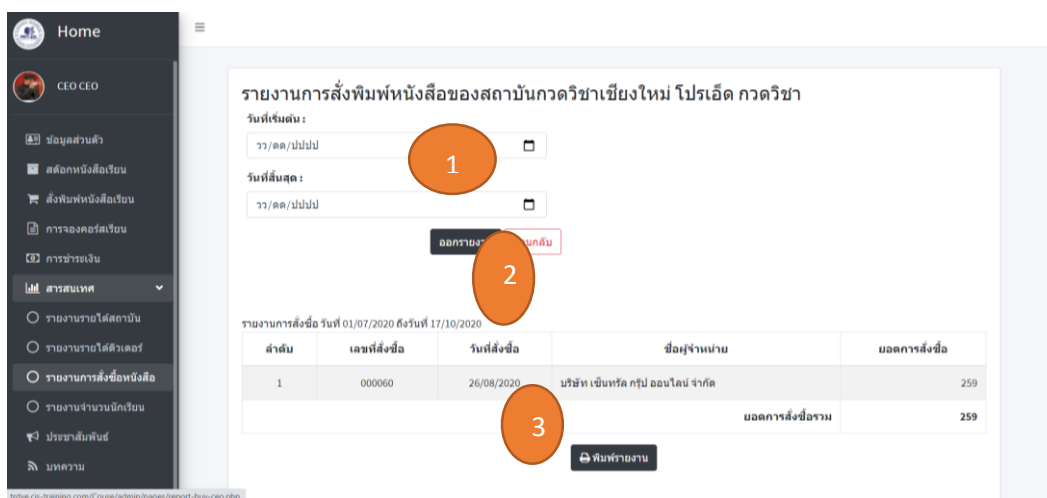 Home
CEO CEO
ข้อมูลส่วนตัว
สต๊อกหนังสือเรียน
สั่งพิมพ์หนังสือเรียน
การจองคอร์สเรียน
การชำระเงิน
สารสนเทศ
รายงานรายได้สถาบัน
รายงานรายได้ติวเตอร์
รายงานการสั่งซื้อหนังสือ
รายงานจำนวนนักเรียน
ประชาสัมพันธ์
บทความ
รายงานการสั่งพิมพ์หนังสือของสถาบันกวดวิชาเชียงใหม่ โปรเอ็ด กวดวิชา
วันที่เริ่มต้น :
วว/ดด/ปปปป
1
วันที่สิ้นสุด :
วว/ดด/ปปปป
2
รายงานการสั่งซื้อ วันที่ 01/07/2020 ถึงวันที่ 17/10/2020
ลำดับ เลขที่สั่งซื้อ วันที่สั่งซื้อ ชื่อผู้จำหน่าย ยอดการสั่งซื้อ
1 000060 26/08/2020 บริษัท เซ็นทรัล กรุ๊ป ออนไลน์ จำกัด 259
ยอดการสั่งซื้อรวม 259
3
พิมพ์รายงาน